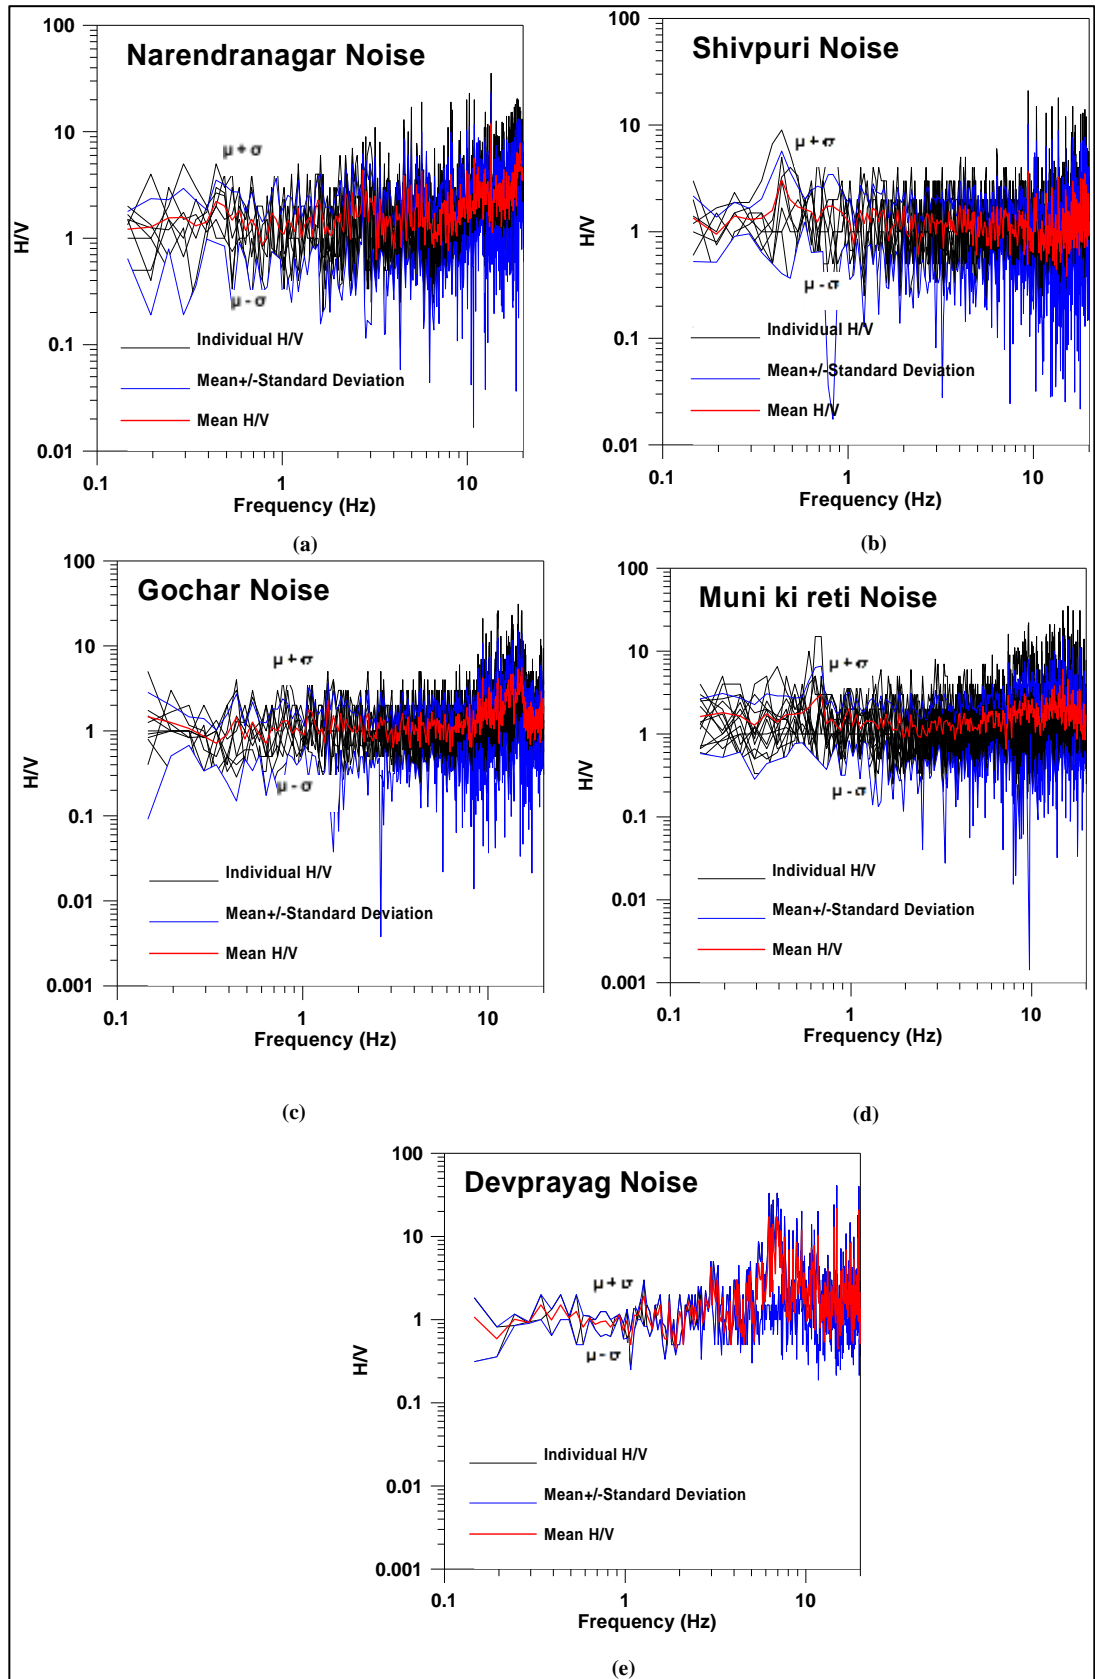 Narendranagar Noise
100
10
1
0.1
0.01
H/V
μ + σ
μ - σ
Individual H/V
Mean+/-Standard Deviation
Mean H/V
0.1 1 10
Frequency (Hz)
(a)
Shivpuri Noise
100
10
1
0.1
0.01
H/V
μ + σ
μ - σ
Individual H/V
Mean+/-Standard Deviation
Mean H/V
0.1 1 10
Frequency (Hz)
(b)
Gochar Noise
100
10
1
0.1
0.01
0.001
H/V
μ + σ
μ - σ
Individual H/V
Mean+/-Standard Deviation
Mean H/V
0.1 1 10
Frequency (Hz)
(c)
Muni ki reti Noise
100
10
1
0.1
0.01
0.001
H/V
μ + σ
μ - σ
Individual H/V
Mean+/-Standard Deviation
Mean H/V
0.1 1 10
Frequency (Hz)
(d)
Devprayag Noise
100
10
1
0.1
0.01
0.001
H/V
μ + σ
μ - σ
Individual H/V
Mean+/-Standard Deviation
Mean H/V
0.1 1 10
Frequency (Hz)
(e)